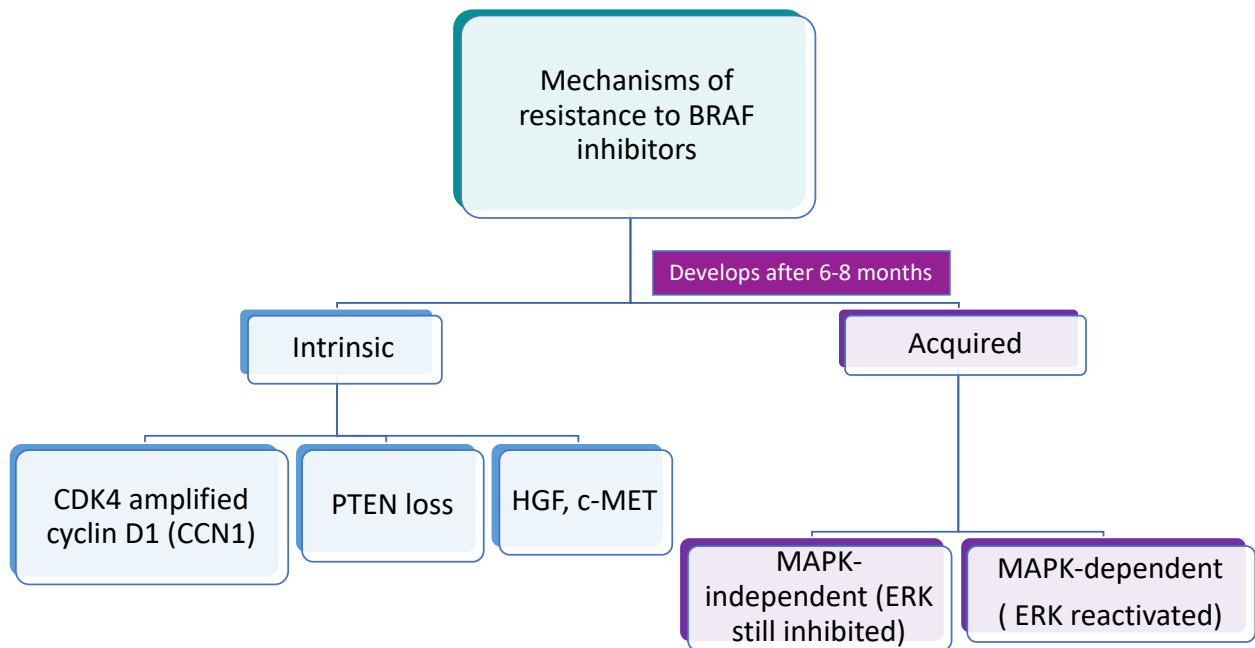 Mechanisms of
resistance to BRAF
inhibitors
Develops after 6-8 months
Intrinsic
Acquired
CDK4 amplified
cyclin D1 (CCN1)
PTEN loss
HGF, c-MET
MAPK-
independent (ERK
still inhibited)
MAPK-dependent
( ERK reactivated)